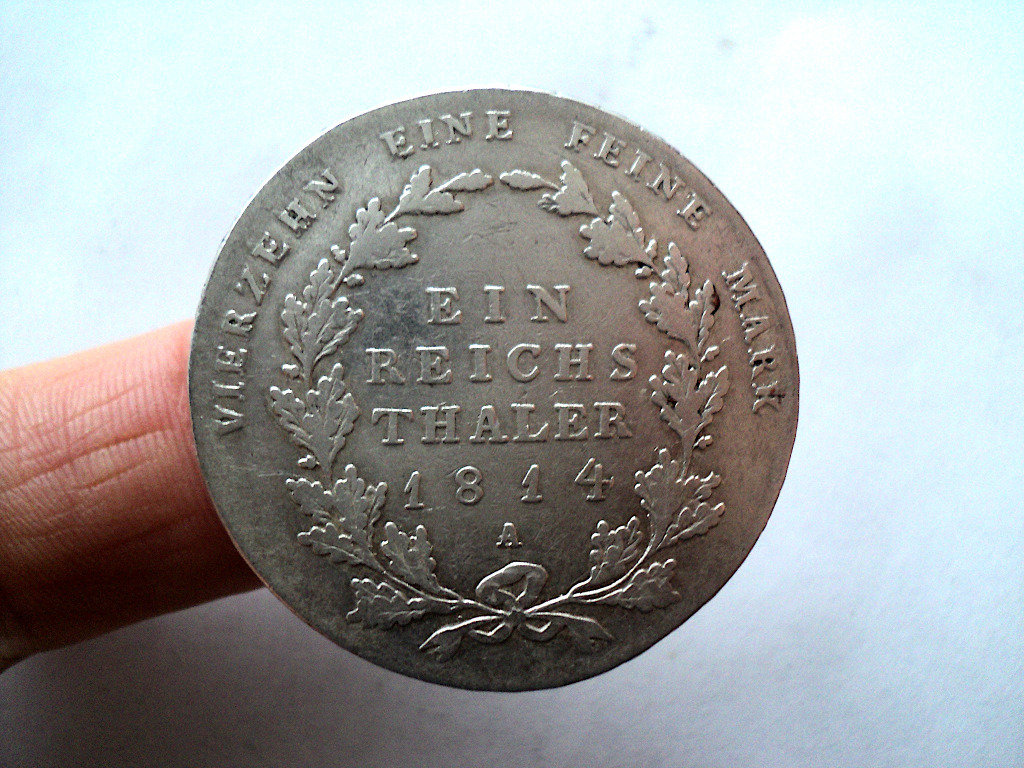 VIERZEHN EINE FEINE MARK
EIN
REICHS
THALER
1814
A